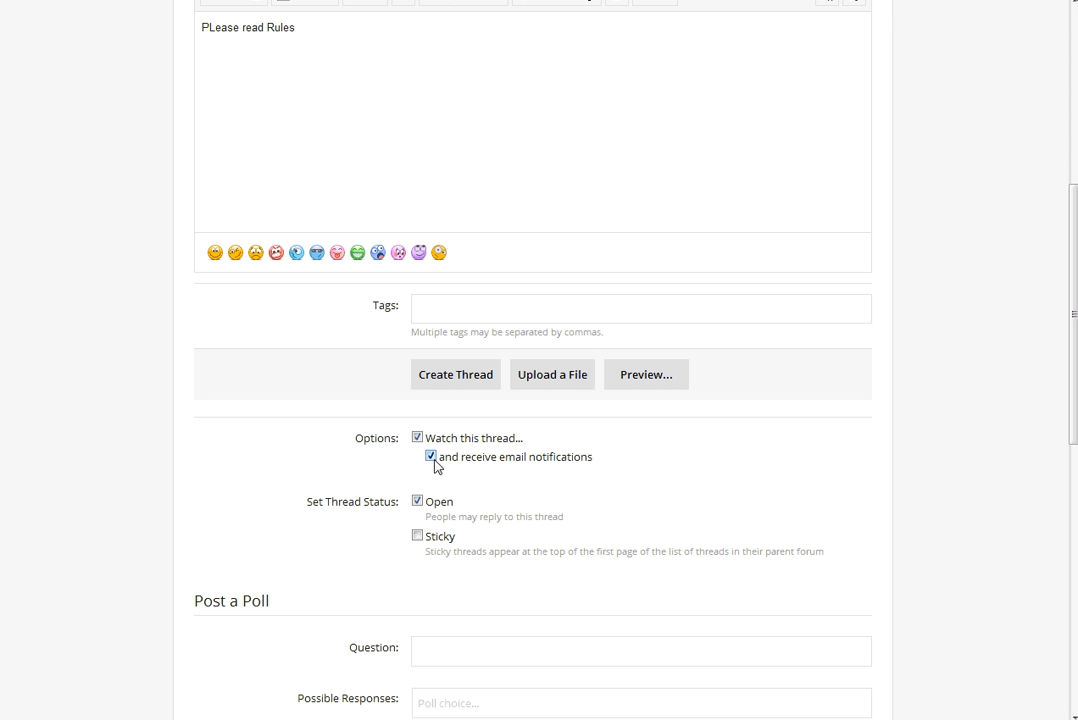 PLease read Rules
Tags:
Multiple tags may be separated by commas.
Create Thread Upload a File Preview...
Options: Watch this thread...
and receive email notifications
Set Thread Status: Open
People may reply to this thread
Sticky
Sticky threads appear at the top of the first page of the list of threads in their parent forum
Post a Poll
Question:
Possible Responses: Poll choice...